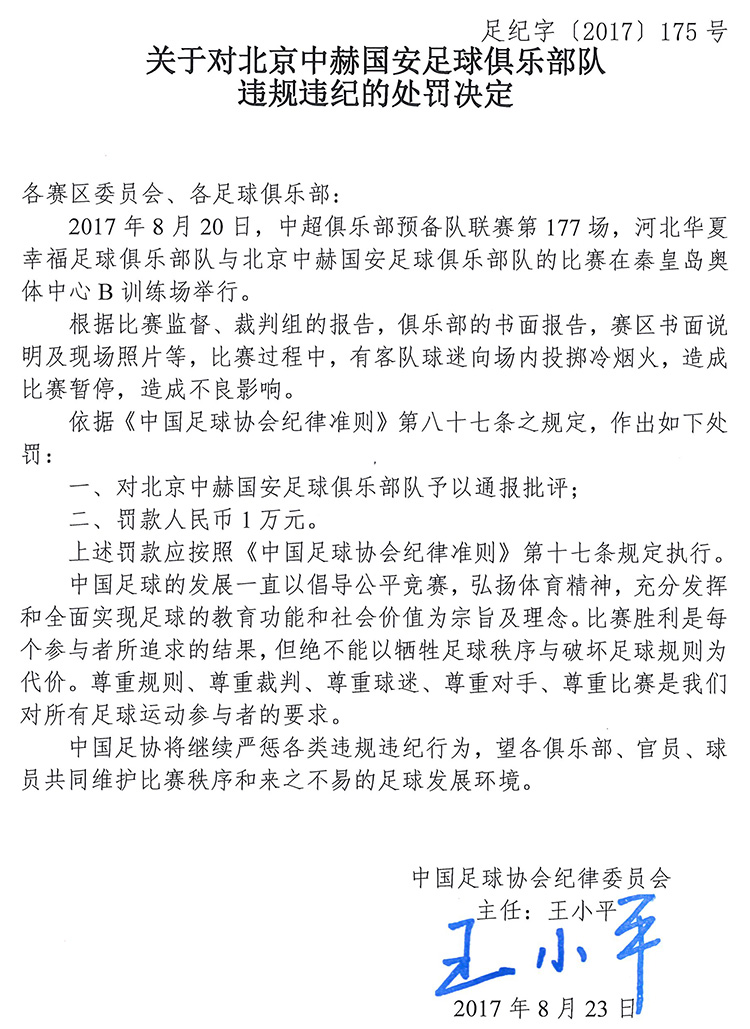 足纪字〔2017〕175号
关于对北京中赫国安足球俱乐部队
违规违纪的处罚决定
各赛区委员会、各足球俱乐部：
2017年8月20日，中超俱乐部预备队联赛第177场，河北华夏
幸福足球俱乐部队与北京中赫国安足球俱乐部队的比赛在秦皇岛奥
体中心B训练场举行。
根据比赛监督、裁判组的报告，俱乐部的书面报告，赛区书面说
明及现场照片等，比赛过程中，有客队球迷向场内投掷冷烟火，造成
比赛暂停，造成不良影响。
依据《中国足球协会纪律准则》第八十七条之规定，作出如下处
罚：
一、对北京中赫国安足球俱乐部队予以通报批评；
二、罚款人民币1万元。
上述罚款应按照《中国足球协会纪律准则》第十七条规定执行。
中国足球的发展一直以倡导公平竞赛，弘扬体育精神，充分发挥
和全面实现足球的教育功能和社会价值为宗旨及理念。比赛胜利是每
个参与者所追求的结果，但绝不能以牺牲足球秩序与破坏足球规则为
代价。尊重规则、尊重裁判、尊重球迷、尊重对手、尊重比赛是我们
对所有足球运动参与者的要求。
中国足协将继续严惩各类违规违纪行为，望各俱乐部、官员、球
员共同维护比赛秩序和来之不易的足球发展环境。
中国足球协会纪律委员会
主任：王小平
王小平
2017年8月23日